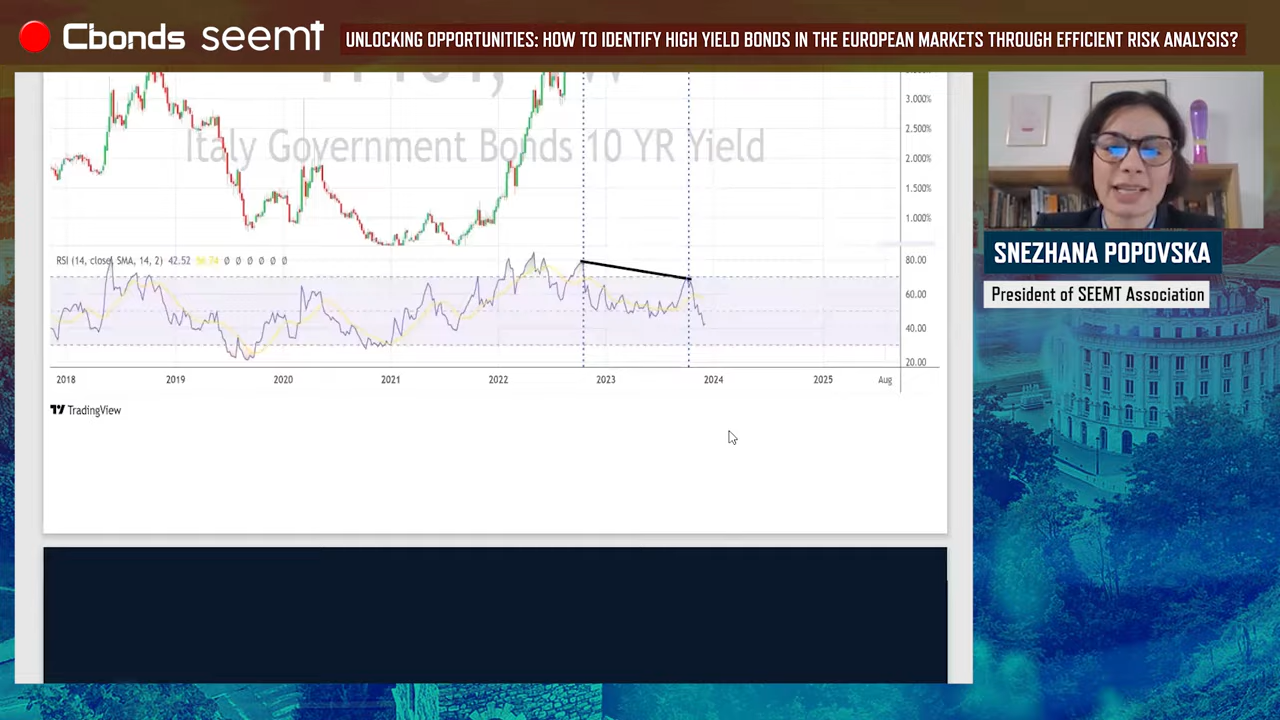 Cbonds seemt
UNLOCKING OPPORTUNITIES: HOW TO IDENTIFY HIGH YIELD BONDS IN THE EUROPEAN MARKETS THROUGH EFFICIENT RISK ANALYSIS?
3.000%
2.500%
Italy Government Bonds 10 YR Yield
2.000%
1.500%
1.000%
RSI (14, close, SMA, 14, 2) 42.52
80.00
60.00
40.00
20.00
2018 2019 2020 2021 2022 2023 2024 2025 Aug
TradingView
SNEZHANA POPOVSKA
President of SEEMT Association